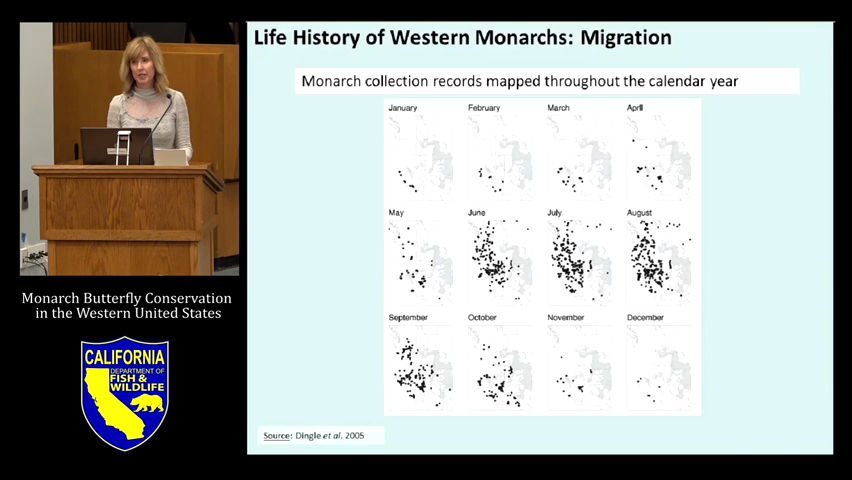 Life History of Western Monarchs: Migration
Monarch collection records mapped throughout the calendar year
January February March April
May June July August
September October November December
Source: Dingle et al. 2005
Monarch Butterfly Conservation
in the Western United States
CALIFORNIA
DEPARTMENT OF
FISH &
WILDLIFE